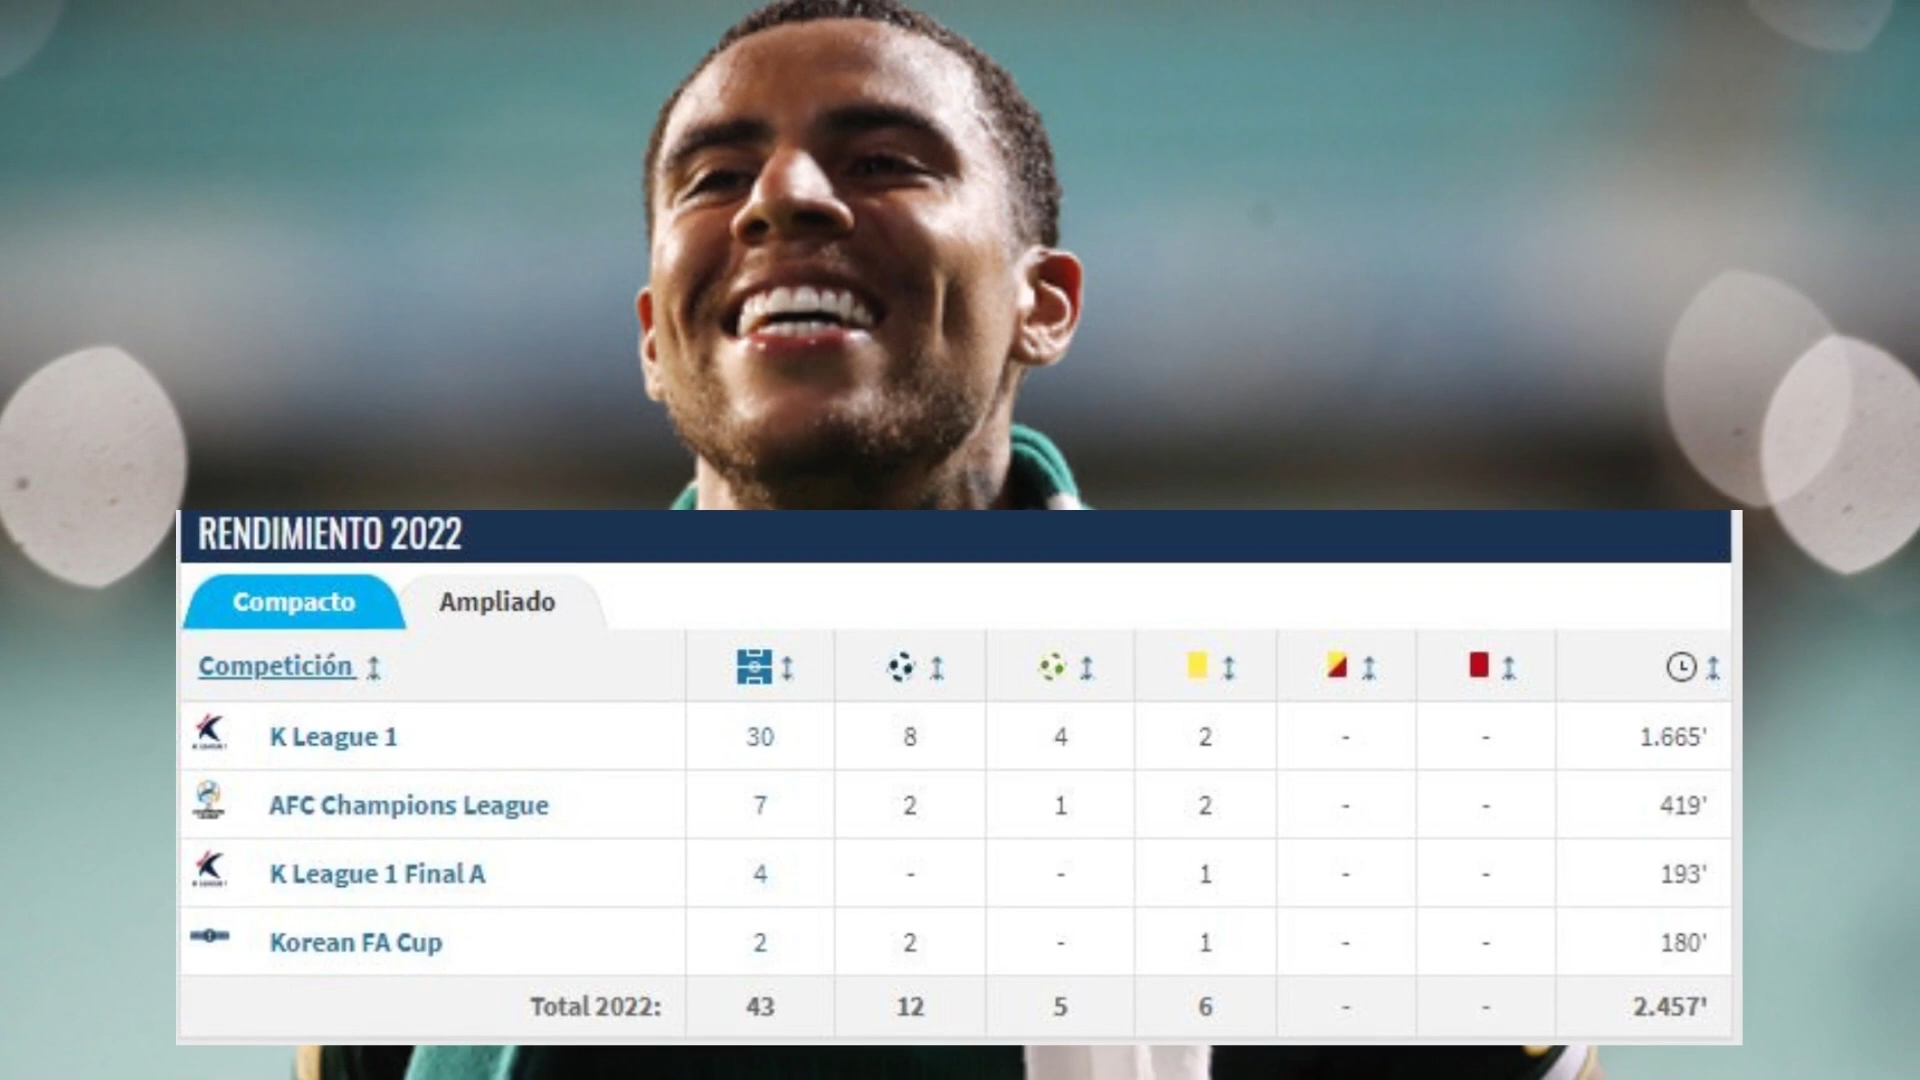 RENDIMIENTO 2022
Compacto Ampliado
Competición
K League 1 30 8 4 2 - - 1.665'
AFC Champions League 7 2 1 2 - - 419'
K League 1 Final A 4 - - 1 - - 193'
Korean FA Cup 2 2 - 1 - - 180'
Total 2022: 43 12 5 6 - - 2.457'